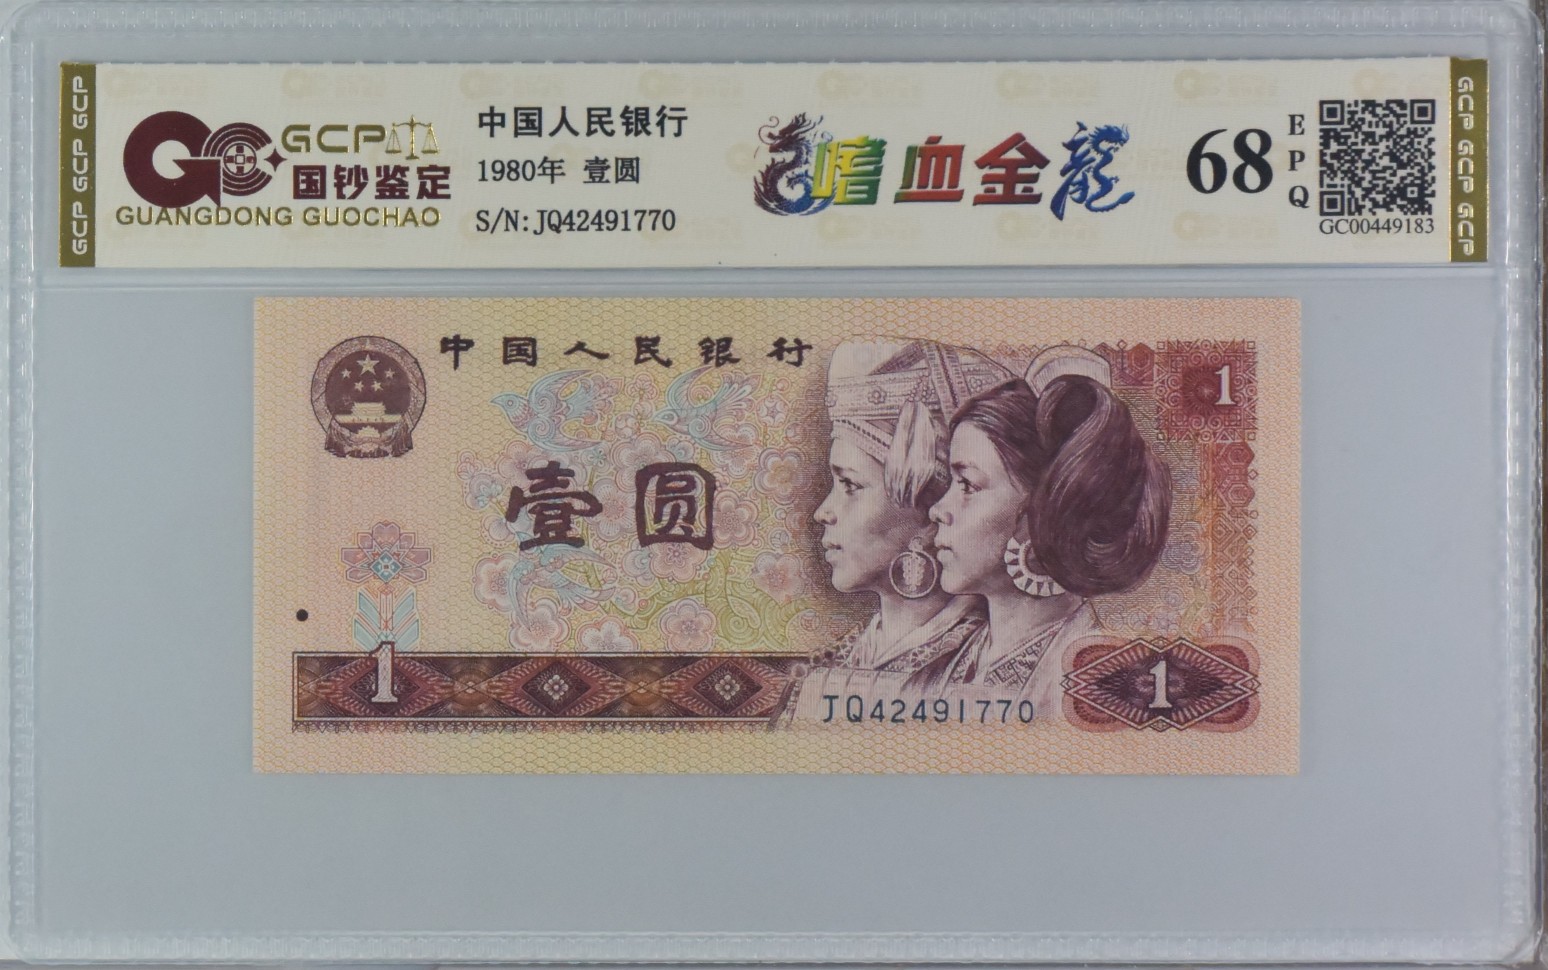 GCP GCP GCP
GCP
国钞鉴定
GUANGDONG GUOCHAO
中国人民银行
1980年 壹圆
S/N:JQ42491770
嗜血金龍
68
EPQ
GC00449183
GCP GCP GCP
中国人民银行
1
壹圆
1
JQ42491770
1